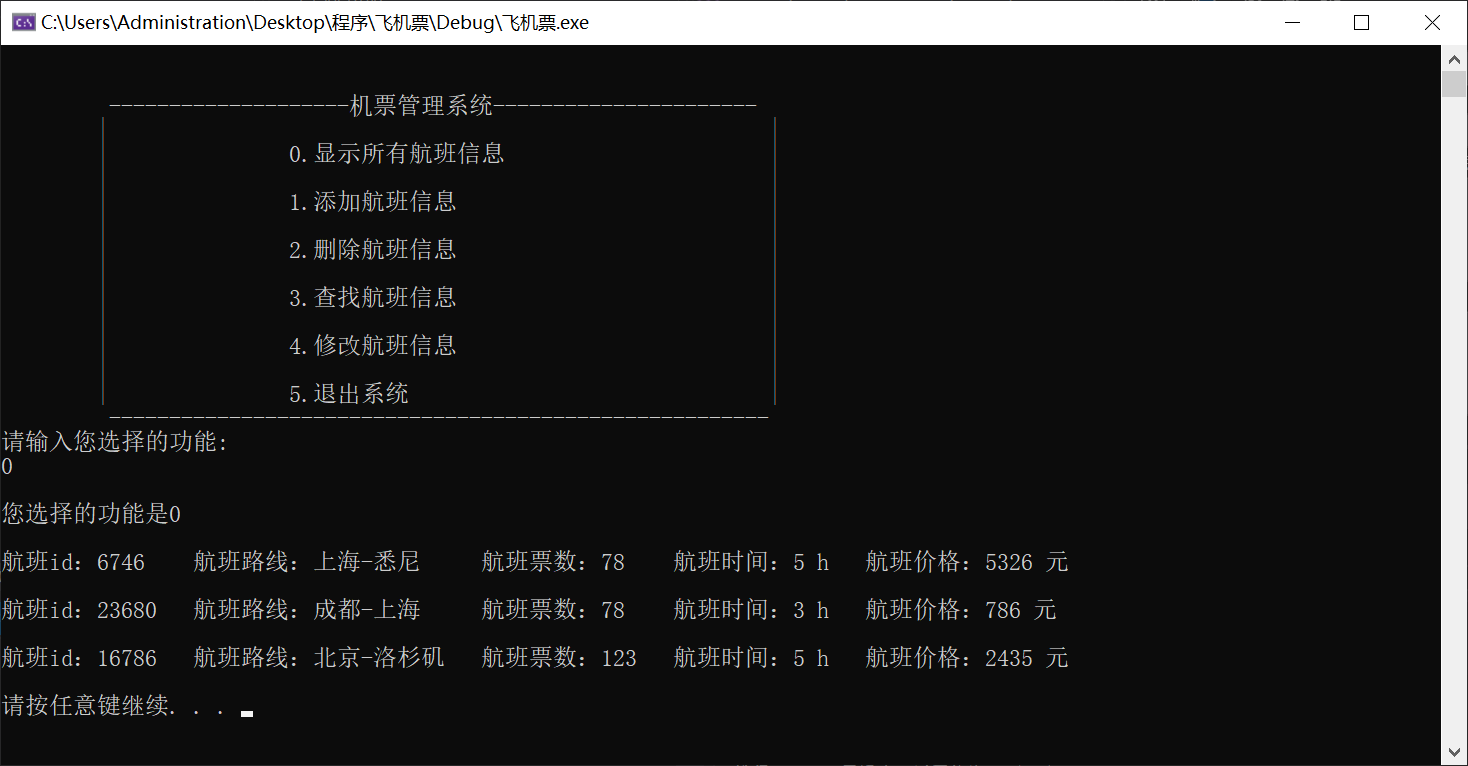 C:\Users\Administration\Desktop\程序\飞机票\Debug\飞机票.exe
--------------------机票管理系统----------------------
0.显示所有航班信息
1.添加航班信息
2.删除航班信息
3.查找航班信息
4.修改航班信息
5.退出系统
-------------------------------------------------------
请输入您选择的功能:
0
您选择的功能是0
航班id：6746 航班路线：上海-悉尼 航班票数：78 航班时间：5 h 航班价格：5326 元
航班id：23680 航班路线：成都-上海 航班票数：78 航班时间：3 h 航班价格：786 元
航班id：16786 航班路线：北京-洛杉矶 航班票数：123 航班时间：5 h 航班价格：2435 元
请按任意键继续. . .